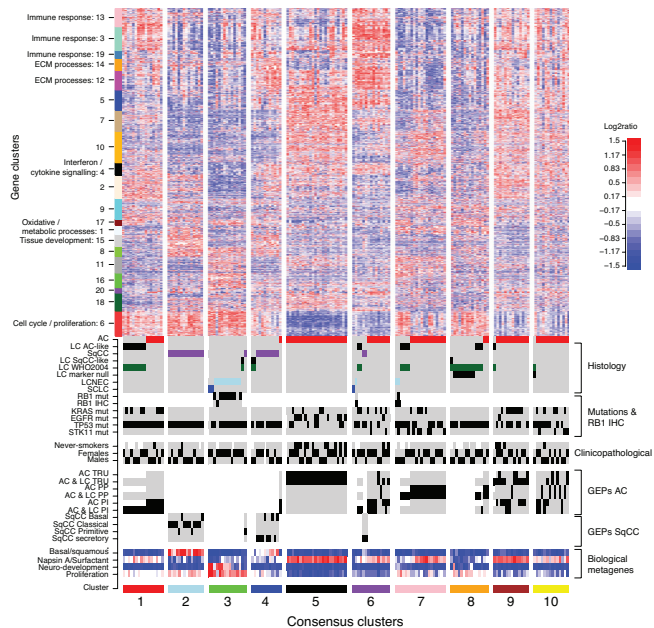 Immune response: 13
Immune response: 3
Immune response: 19
ECM processes: 14
ECM processes: 12
5
7
10
Interferon /
cytokine signalling: 4
2
9
Oxidative / 17
metabolic processes: 1
Tissue development: 15
8
11
16
20
18
Cell cycle / proliferation: 6
Gene clusters
Log2ratio
1.5
1.17
0.83
0.5
0.17
−0.17
−0.5
−0.83
−1.17
−1.5
AC
LC AC-like
SqCC
LC SqCC-like
LC WHO2004
LC marker null
LCNEC
SCLC
Histology
RB1 mut
RB1 IHC
KRAS mut
EGFR mut
TP53 mut
STK11 mut
Mutations &
RB1 IHC
Never-smokers
Females
Males
Clinicopathological
AC TRU
AC & LC TRU
AC PP
AC & LC PP
AC PI
AC & LC PI
GEPs AC
SqCC Basal
SqCC Classical
SqCC Primitive
SqCC secretory
GEPs SqCC
Basal/squamous
Napsin A/Surfactant
Neuro-development
Proliferation
Biological
metagenes
Cluster
1 2 3 4 5 6 7 8 9 10
Consensus clusters